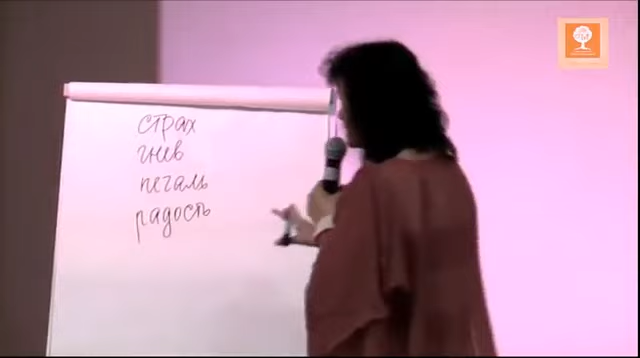 страх
гнев
печаль
радость